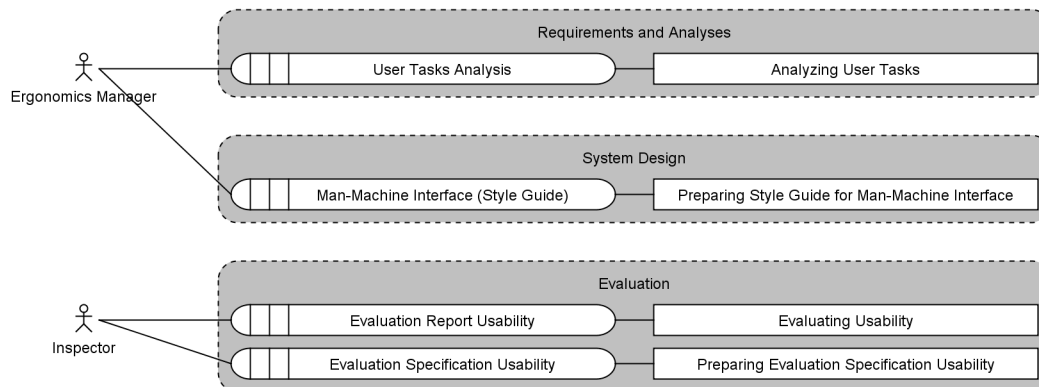 Requirements and Analyses
User Tasks Analysis
Analyzing User Tasks
Ergonomics Manager
System Design
Man-Machine Interface (Style Guide)
Preparing Style Guide for Man-Machine Interface
Evaluation
Evaluation Report Usability
Evaluating Usability
Inspector
Evaluation Specification Usability
Preparing Evaluation Specification Usability